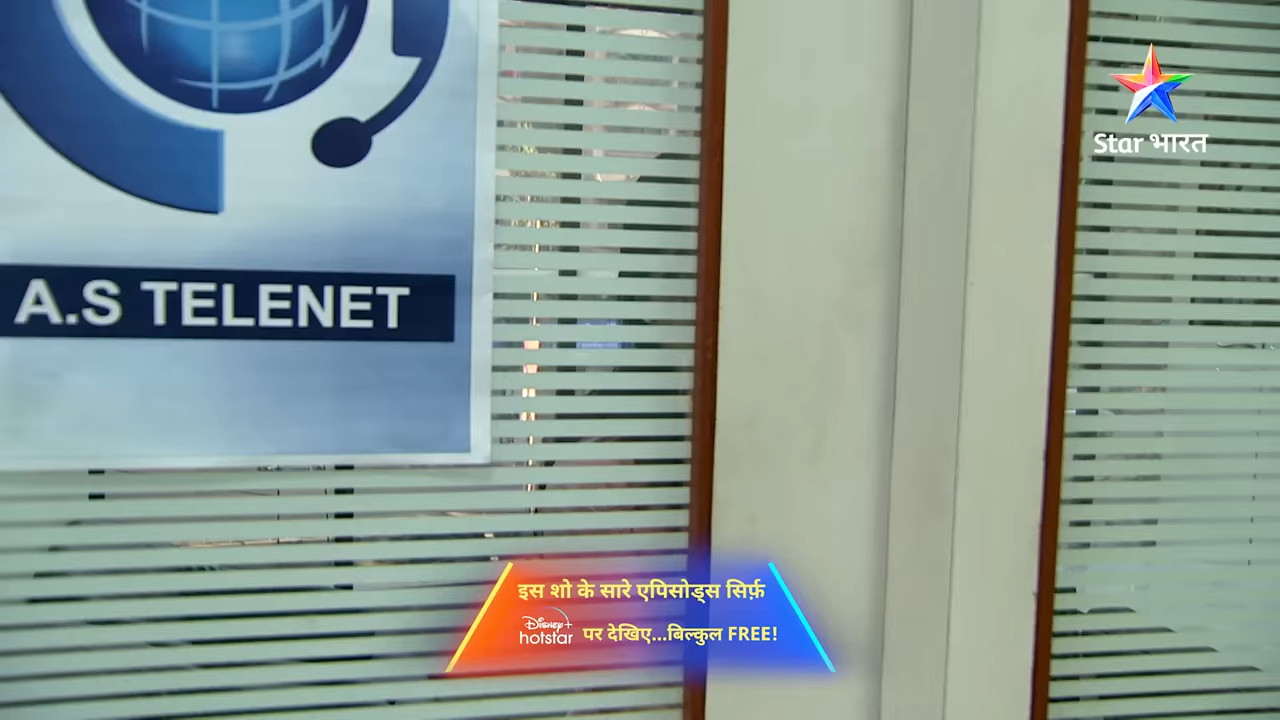 Star भारत
A.S TELENET
इस शो के सारे एपिसोड्स सिर्फ़
Disney+ hotstar पर देखिए...बिल्कुल FREE!